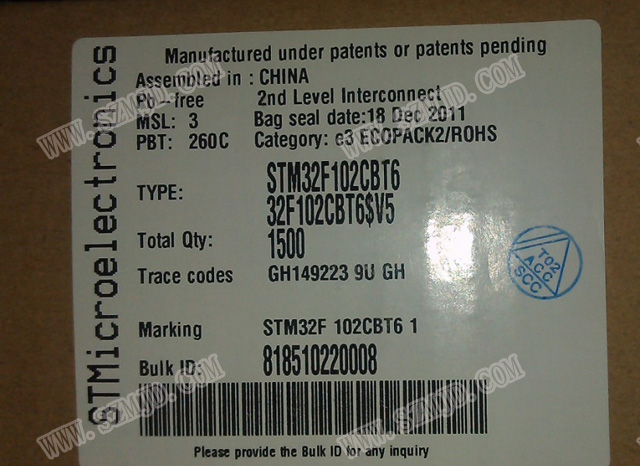 STMicroelectronics
Manufactured under patents or patents pending
Assembled in : CHINA
Pb-free 2nd Level Interconnect
MSL: 3 Bag seal date:18 Dec 2011
PBT: 260C Category: e3 ECOPACK2/ROHS
TYPE: STM32F102CBT6
32F102CBT6$V5
Total Qty: 1500
Trace codes GH149223 9U GH
Marking STM32F 102CBT6 1
Bulk ID: 818510220008
Please provide the Bulk ID for any inquiry
T02
A.C.C
SCC
WWW.SZMJD.COM
WWW.SZMJD.COM
WWW.SZMJD.COM
WWW.SZMJD.COM